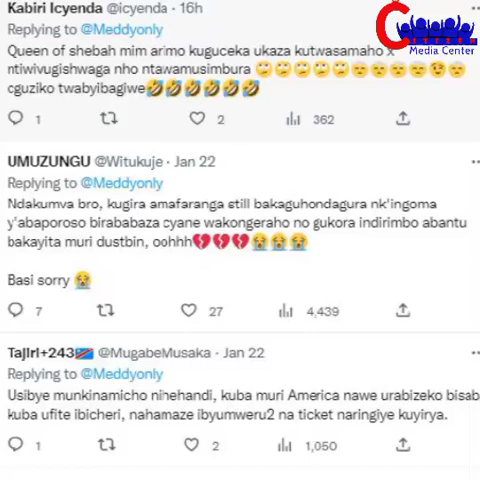 Kabiri Icyenda @icyenda · 16h
Media Center
Replying to @Meddyonly
Queen of shebah mim arimo kuguceka ukaza kutwasamaho x
ntiwivugishwaga nho ntawamusimbura 🙄🙄🙄🙄🙄😴😴😴😴😌😴
cguziko twabyibagiwe🤣🤣🤣🤣🤣🤣
1 2 362
UMUZUNGU @Witukuje · Jan 22
Replying to @Meddyonly
Ndakumva bro, kugira amafaranga still bakaguhondagura nk'ingoma
y'abaporoso birababaza cyane wakongeraho no gukora indirimbo abantu
bakayita muri dustbin, oohhh💔💔💔😭😭😭
Basi sorry 😭
7 27 4,439
Tajiri+243🇨🇩 @MugabeMusaka · Jan 22
Replying to @Meddyonly
Usibye munkinamicho nihehandi, kuba muri America nawe urabizeko bisab
kuba ufite ibicheri, nahamaze ibyumweru2 na ticket naringiye kuyirya.
1 2 1,050